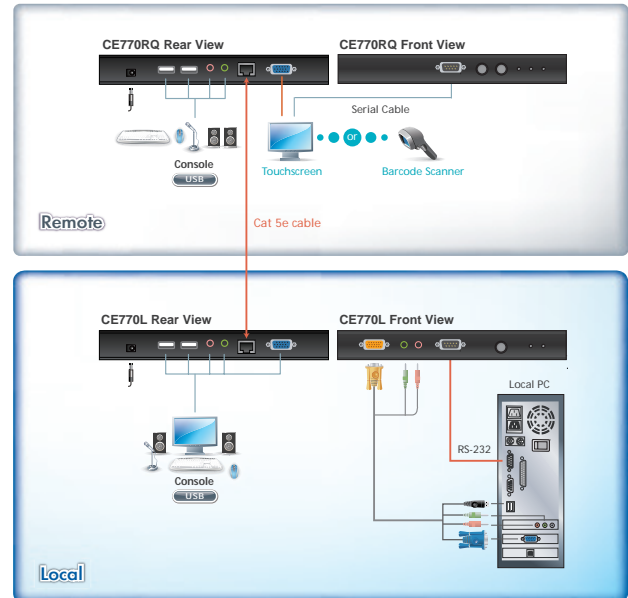 CE770RQ Rear View
CE770RQ Front View
Serial Cable
or
Console
USB
Touchscreen
Barcode Scanner
Remote
Cat 5e cable
CE770L Rear View
CE770L Front View
Local PC
RS-232
Console
USB
Local